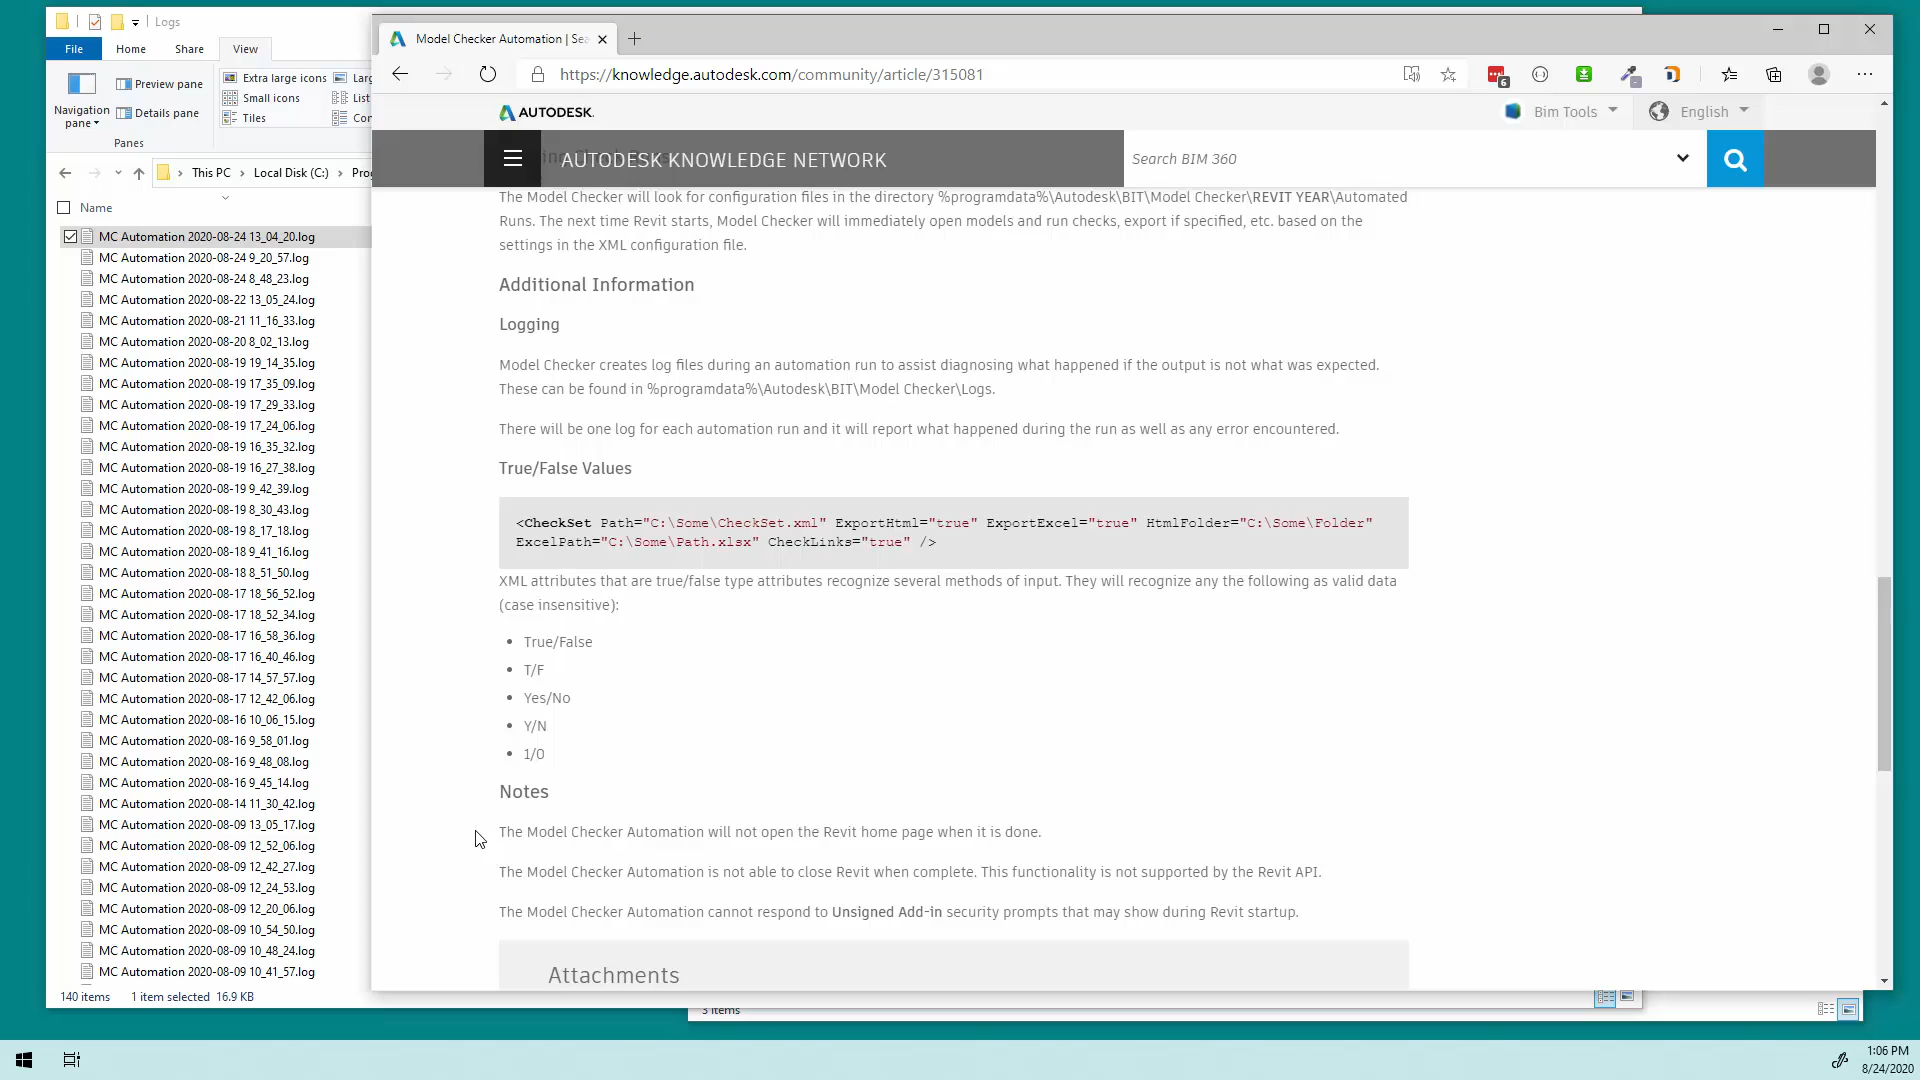 Logs
File
Home
Share
View
Navigation pane
Preview pane
Details pane
Panes
Extra large icons
Small icons
List
Tiles
This PC > Local Disk (C:) >
Name
MC Automation 2020-08-24 13_04_20.log
MC Automation 2020-08-24 9_20_57.log
MC Automation 2020-08-24 8_48_23.log
MC Automation 2020-08-22 13_05_24.log
MC Automation 2020-08-21 11_16_33.log
MC Automation 2020-08-20 8_02_13.log
MC Automation 2020-08-19 19_14_35.log
MC Automation 2020-08-19 17_35_09.log
MC Automation 2020-08-19 17_29_33.log
MC Automation 2020-08-19 17_24_06.log
MC Automation 2020-08-19 16_35_32.log
MC Automation 2020-08-19 16_27_38.log
MC Automation 2020-08-19 9_42_39.log
MC Automation 2020-08-19 8_30_43.log
MC Automation 2020-08-19 8_17_18.log
MC Automation 2020-08-18 9_41_16.log
MC Automation 2020-08-18 8_51_50.log
MC Automation 2020-08-17 18_56_52.log
MC Automation 2020-08-17 18_52_34.log
MC Automation 2020-08-17 16_58_36.log
MC Automation 2020-08-17 16_40_46.log
MC Automation 2020-08-17 14_57_57.log
MC Automation 2020-08-17 12_42_06.log
MC Automation 2020-08-16 10_06_15.log
MC Automation 2020-08-16 9_58_01.log
MC Automation 2020-08-16 9_48_08.log
MC Automation 2020-08-16 9_45_14.log
MC Automation 2020-08-14 11_30_42.log
MC Automation 2020-08-09 13_05_17.log
MC Automation 2020-08-09 12_52_06.log
MC Automation 2020-08-09 12_42_27.log
MC Automation 2020-08-09 12_24_53.log
MC Automation 2020-08-09 12_20_06.log
MC Automation 2020-08-09 10_54_50.log
MC Automation 2020-08-09 10_48_24.log
MC Automation 2020-08-09 10_41_57.log
140 items 1 item selected 16.9 KB
Model Checker Automation | Sea
https://knowledge.autodesk.com/community/article/315081
6
AUTODESK.
Bim Tools
English
AUTODESK KNOWLEDGE NETWORK
Search BIM 360
The Model Checker will look for configuration files in the directory %programdata%\Autodesk\BIT\Model Checker\REVIT YEAR\Automated
Runs. The next time Revit starts, Model Checker will immediately open models and run checks, export if specified, etc. based on the
settings in the XML configuration file.
Additional Information
Logging
Model Checker creates log files during an automation run to assist diagnosing what happened if the output is not what was expected.
These can be found in %programdata%\Autodesk\BIT\Model Checker\Logs.
There will be one log for each automation run and it will report what happened during the run as well as any error encountered.
True/False Values
<CheckSet Path="C:\Some\CheckSet.xml" ExportHtml="true" ExportExcel="true" HtmlFolder="C:\Some\Folder"
ExcelPath="C:\Some\Path.xlsx" CheckLinks="true" />
XML attributes that are true/false type attributes recognize several methods of input. They will recognize any the following as valid data
(case insensitive):
• True/False
• T/F
• Yes/No
• Y/N
• 1/0
Notes
The Model Checker Automation will not open the Revit home page when it is done.
The Model Checker Automation is not able to close Revit when complete. This functionality is not supported by the Revit API.
The Model Checker Automation cannot respond to Unsigned Add-in security prompts that may show during Revit startup.
Attachments
3 items
1:06 PM
8/24/2020